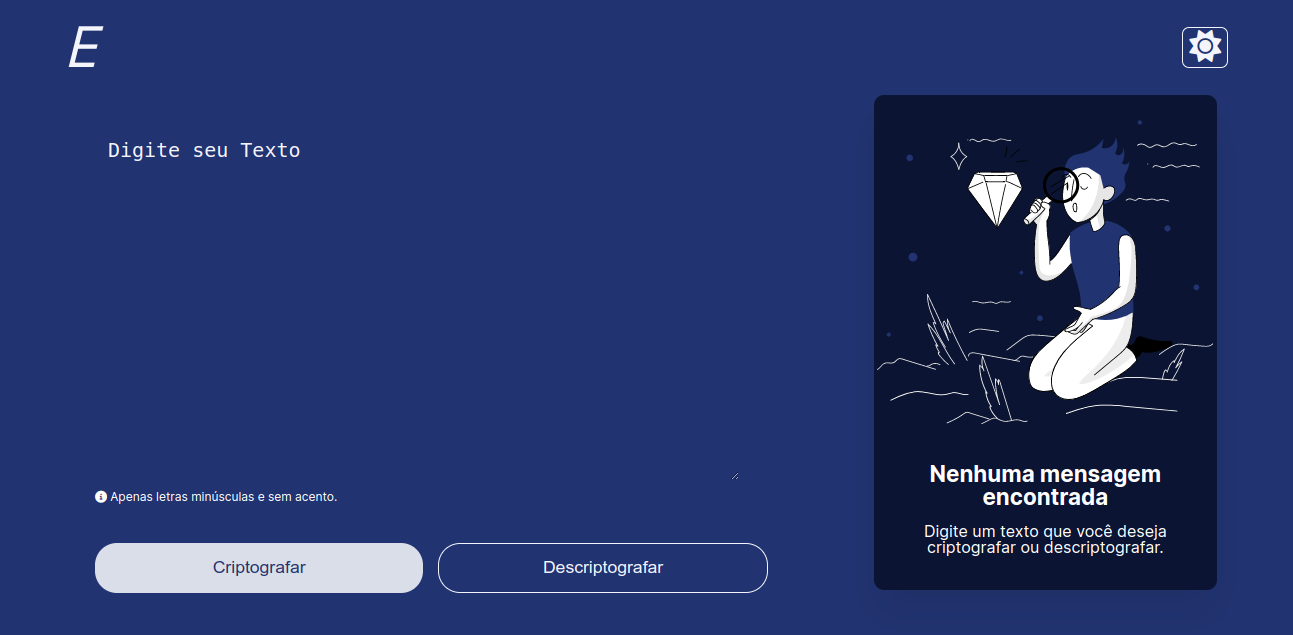 E
Digite seu Texto
Apenas letras minúsculas e sem acento.
Criptografar
Descriptografar
Nenhuma mensagem
encontrada
Digite um texto que você deseja
criptografar ou descriptografar.